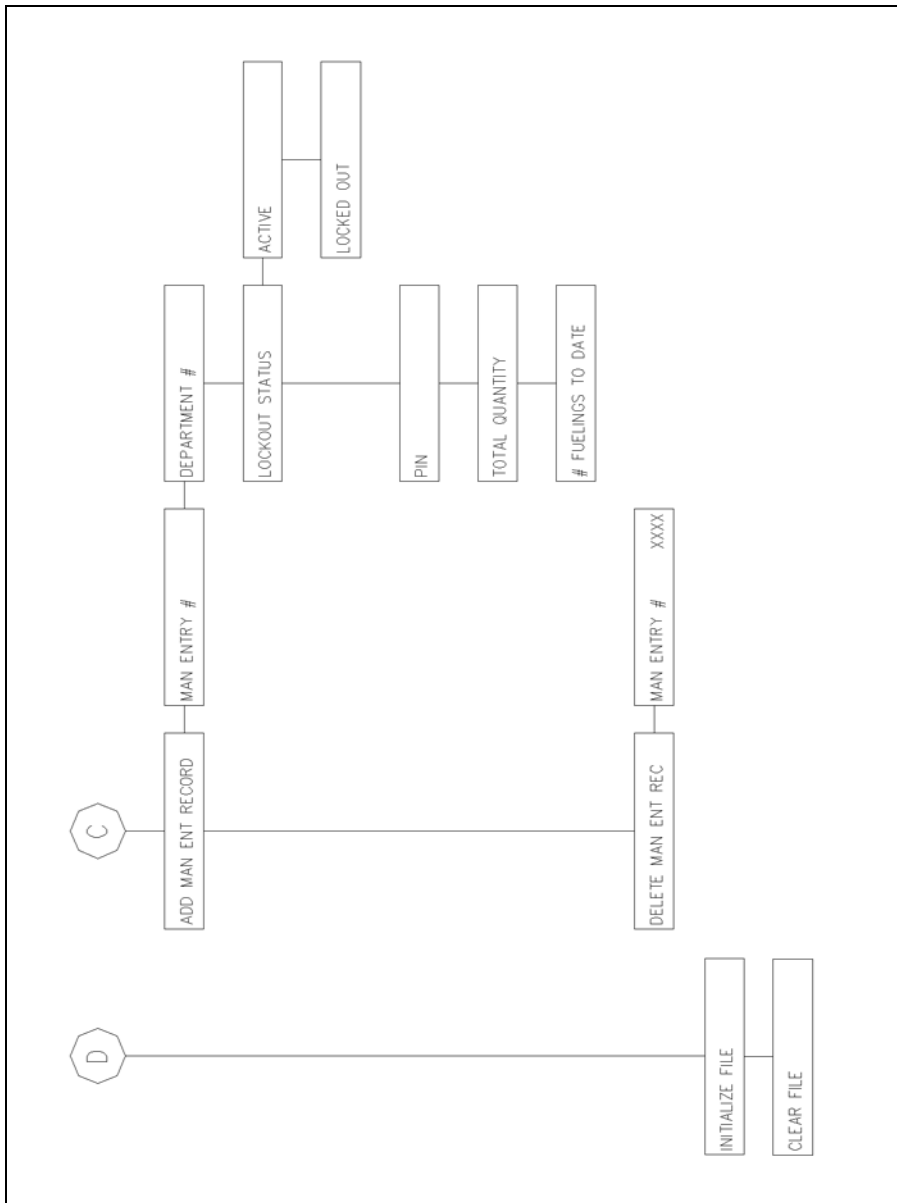 D
C
ADD MAN ENT RECORD
MAN ENTRY #
DEPARTMENT #
LOCKOUT STATUS
ACTIVE
LOCKED OUT
PIN
TOTAL QUANTITY
# FUELINGS TO DATE
DELETE MAN ENT REC
MAN ENTRY # XXXX
INITIALIZE FILE
CLEAR FILE